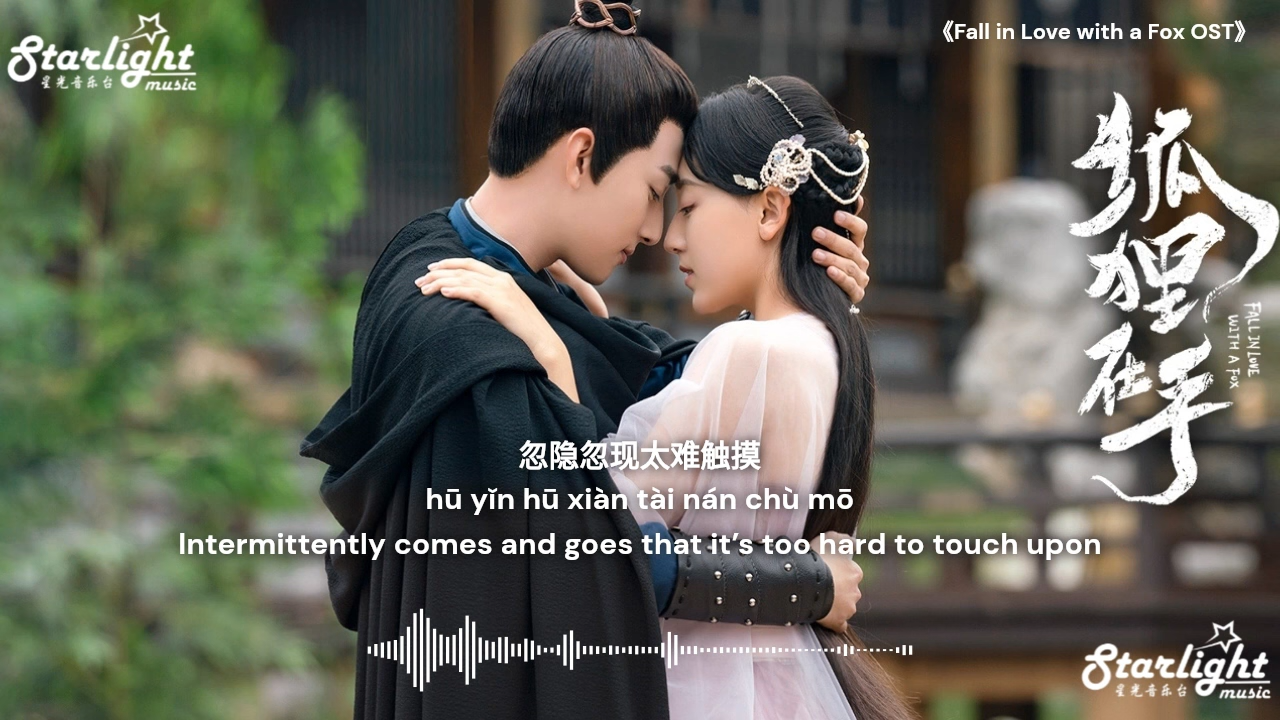 Starlight
星光音乐台 music
《Fall in Love with a Fox OST》
狐狸在手
FALL IN LOVE
WITH A FOX
忽隐忽现太难触摸
hū yǐn hū xiàn tài nán chù mō
Intermittently comes and goes that it's too hard to touch upon
Starlight
星光音乐台 music